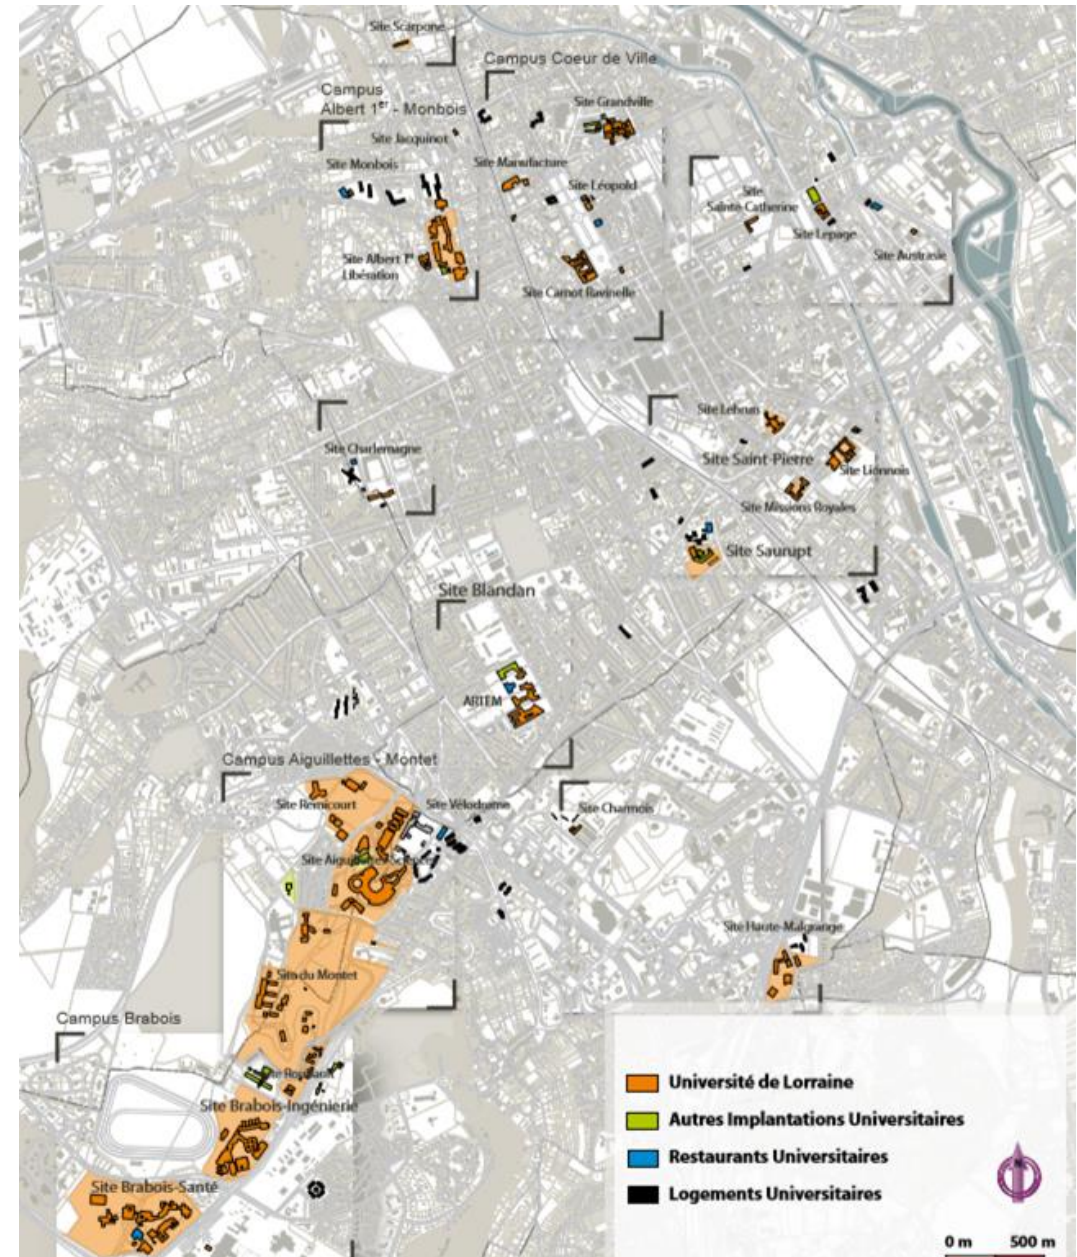 Site Scarpone
Campus Coeur de Ville
Campus
Albert 1er - Monbois
Site Grandville
Site Jacquinot
Site Monbois
Site Manufacture
Site Léopold
Site
Sainte-Catherine
Site Lepage
Site Austrasie
Site Albert 1er
Libération
Site Carnot Ravinelle
Site Lebrun
Site Charlemagne
Site Saint-Pierre
Site Lionnois
Site Missions Royales
Site Saurupt
Site Blandan
ARTEM
Campus Aiguillettes - Montet
Site Remicourt
Site Vélodrome
Site Charmois
Site
Site Haute-Malgrange
Site du Montet
Campus Brabois
Site
Site Brabois-Ingénierie
Site Brabois-Santé
Université de Lorraine
Autres Implantations Universitaires
Restaurants Universitaires
Logements Universitaires
N
0 m 500 m